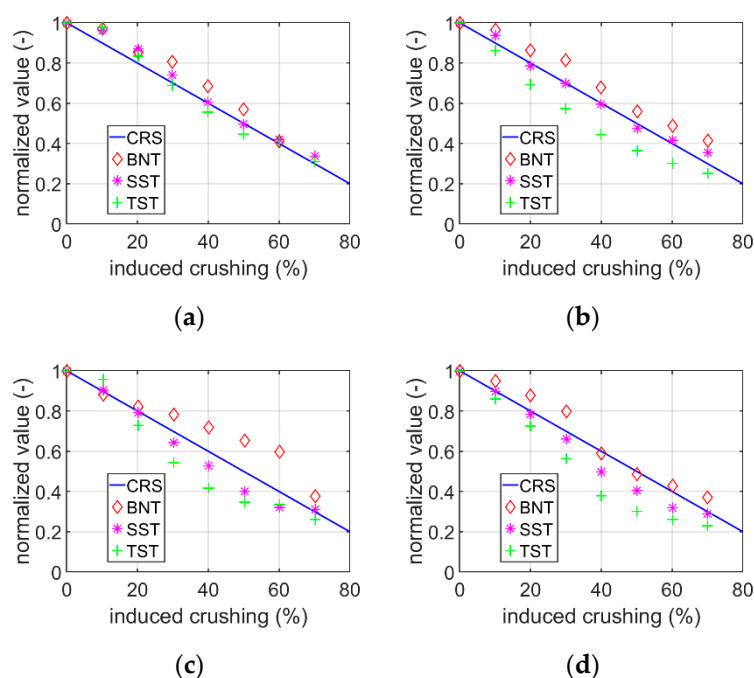 normalized value (-)
1
0.8
0.6
0.4
0.2
0
CRS
BNT
SST
TST
0 20 40 60 80
induced crushing (%)
(a)
normalized value (-)
1
0.8
0.6
0.4
0.2
0
CRS
BNT
SST
TST
0 20 40 60 80
induced crushing (%)
(b)
normalized value (-)
1
0.8
0.6
0.4
0.2
0
CRS
BNT
SST
TST
0 20 40 60 80
induced crushing (%)
(c)
normalized value (-)
1
0.8
0.6
0.4
0.2
0
CRS
BNT
SST
TST
0 20 40 60 80
induced crushing (%)
(d)